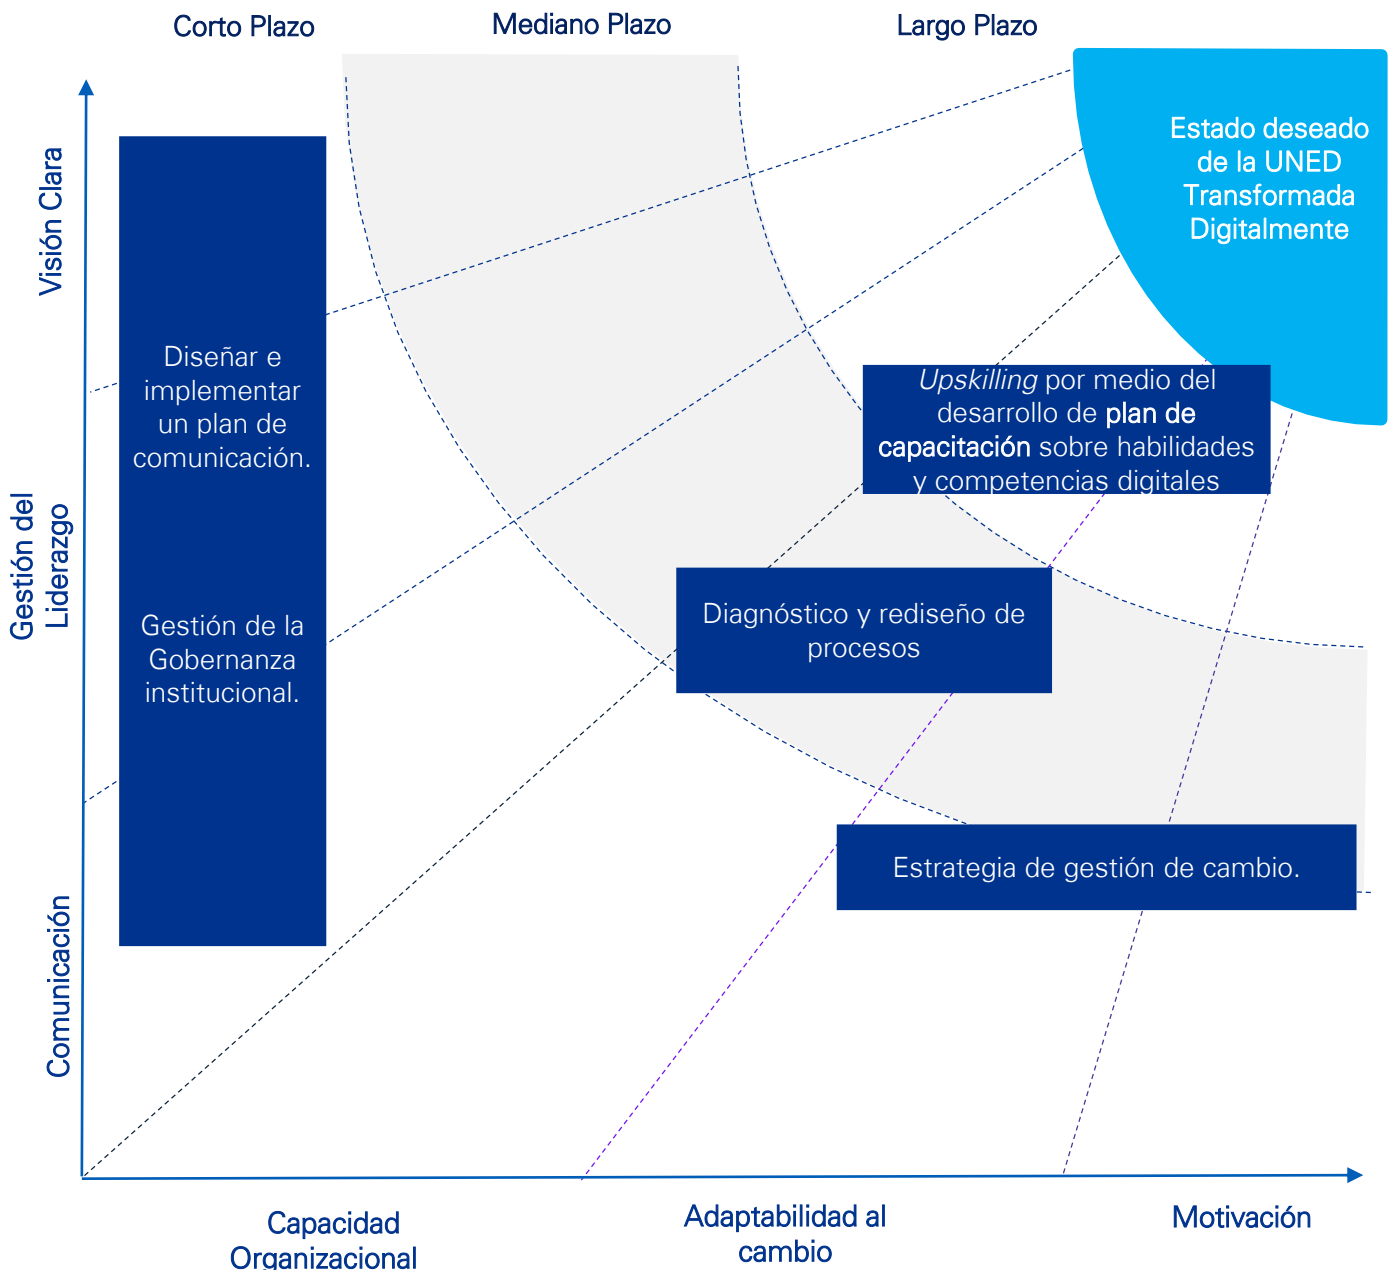 Corto Plazo
Mediano Plazo
Largo Plazo
Estado deseado
de la UNED
Transformada
Digitalmente
Visión Clara
Gestión del
Liderazgo
Comunicación
Diseñar e
implementar
un plan de
comunicación.
Gestión de la
Gobernanza
institucional.
Upskilling por medio del
desarrollo de plan de
capacitación sobre habilidades
y competencias digitales
Diagnóstico y rediseño de
procesos
Estrategia de gestión de cambio.
Capacidad
Organizacional
Adaptabilidad al
cambio
Motivación